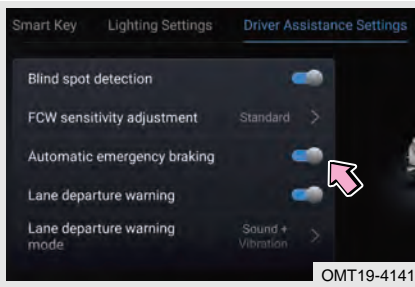 Smart Key Lighting Settings Driver Assistance Settings
Blind spot detection
FCW sensitivity adjustment Standard >
Automatic emergency braking
Lane departure warning
Lane departure warning Sound +
mode Vibration >
OMT19-4141